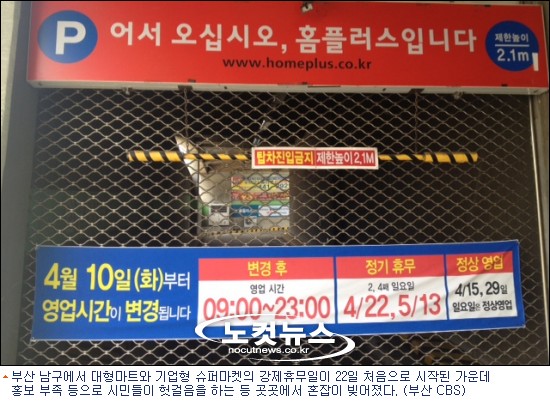 P 어서 오십시오, 홈플러스입니다
www.homeplus.co.kr
제한높이
2.1m
탑차진입금지 제한높이 2.1M
4월 10일(화)부터
영업시간이 변경됩니다
변경 후
영업 시간
09:00~23:00
정기 휴무
2, 4째 일요일
4/22, 5/13
정상 영업
4/15, 29일
일요일은 정상영업
노컷뉴스
nocutnews.co.kr
부산 남구에서 대형마트와 기업형 슈퍼마켓의 강제휴무일이 22일 처음으로 시작된 가운데
홍보 부족 등으로 시민들이 헛걸음을 하는 등 곳곳에서 혼잡이 빚어졌다. (부산 CBS)